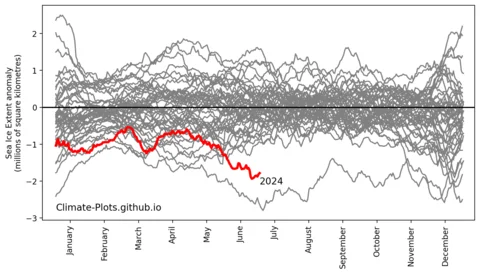 Sea Ice Extent anomaly
(millions of square kilometres)
2
1
0
−1
−2
−3
2024
Climate-Plots.github.io
January
February
March
April
May
June
July
August
September
October
November
December